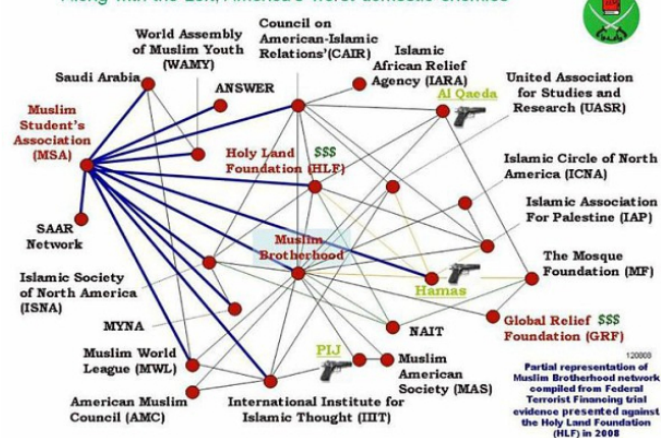 Along with the Left, America's worst domestic enemies
Council on
American-Islamic
Relations'(CAIR)
World Assembly
of Muslim Youth
(WAMY)
Islamic
African Relief
Agency (IARA)
Saudi Arabia
ANSWER
Al Qaeda
United Association
for Studies and
Research (UASR)
Muslim
Student's
Association
(MSA)
Holy Land $$$
Foundation (HLF)
Islamic Circle of North
America (ICNA)
Islamic Association
For Palestine (IAP)
SAAR
Network
Muslim
Brotherhood
The Mosque
Foundation (MF)
Islamic Society
of North America
(ISNA)
Hamas
MYNA
NAIT
Global Relief $$$
Foundation (GRF)
Muslim World
League (MWL)
PIJ
Muslim
American
Society (MAS)
American Muslim
Council (AMC)
International Institute for
Islamic Thought (IIIT)
120808
Partial representation of
Muslim Brotherhood network
compiled from Federal
Terrorist Financing trial
evidence presented against
the Holy Land Foundation
(HLF) in 2008